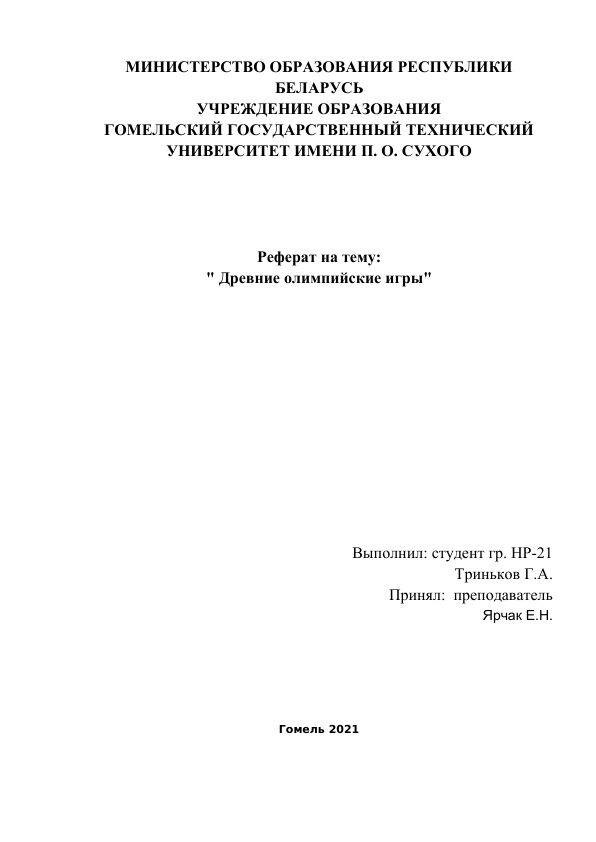 МИНИСТЕРСТВО ОБРАЗОВАНИЯ РЕСПУБЛИКИ
БЕЛАРУСЬ
УЧРЕЖДЕНИЕ ОБРАЗОВАНИЯ
ГОМЕЛЬСКИЙ ГОСУДАРСТВЕННЫЙ ТЕХНИЧЕСКИЙ
УНИВЕРСИТЕТ ИМЕНИ П. О. СУХОГО
Реферат на тему:
" Древние олимпийские игры"
Выполнил: студент гр. НР-21
Триньков Г.А.
Принял:  преподаватель
Ярчак Е.Н.
Гомель 2021